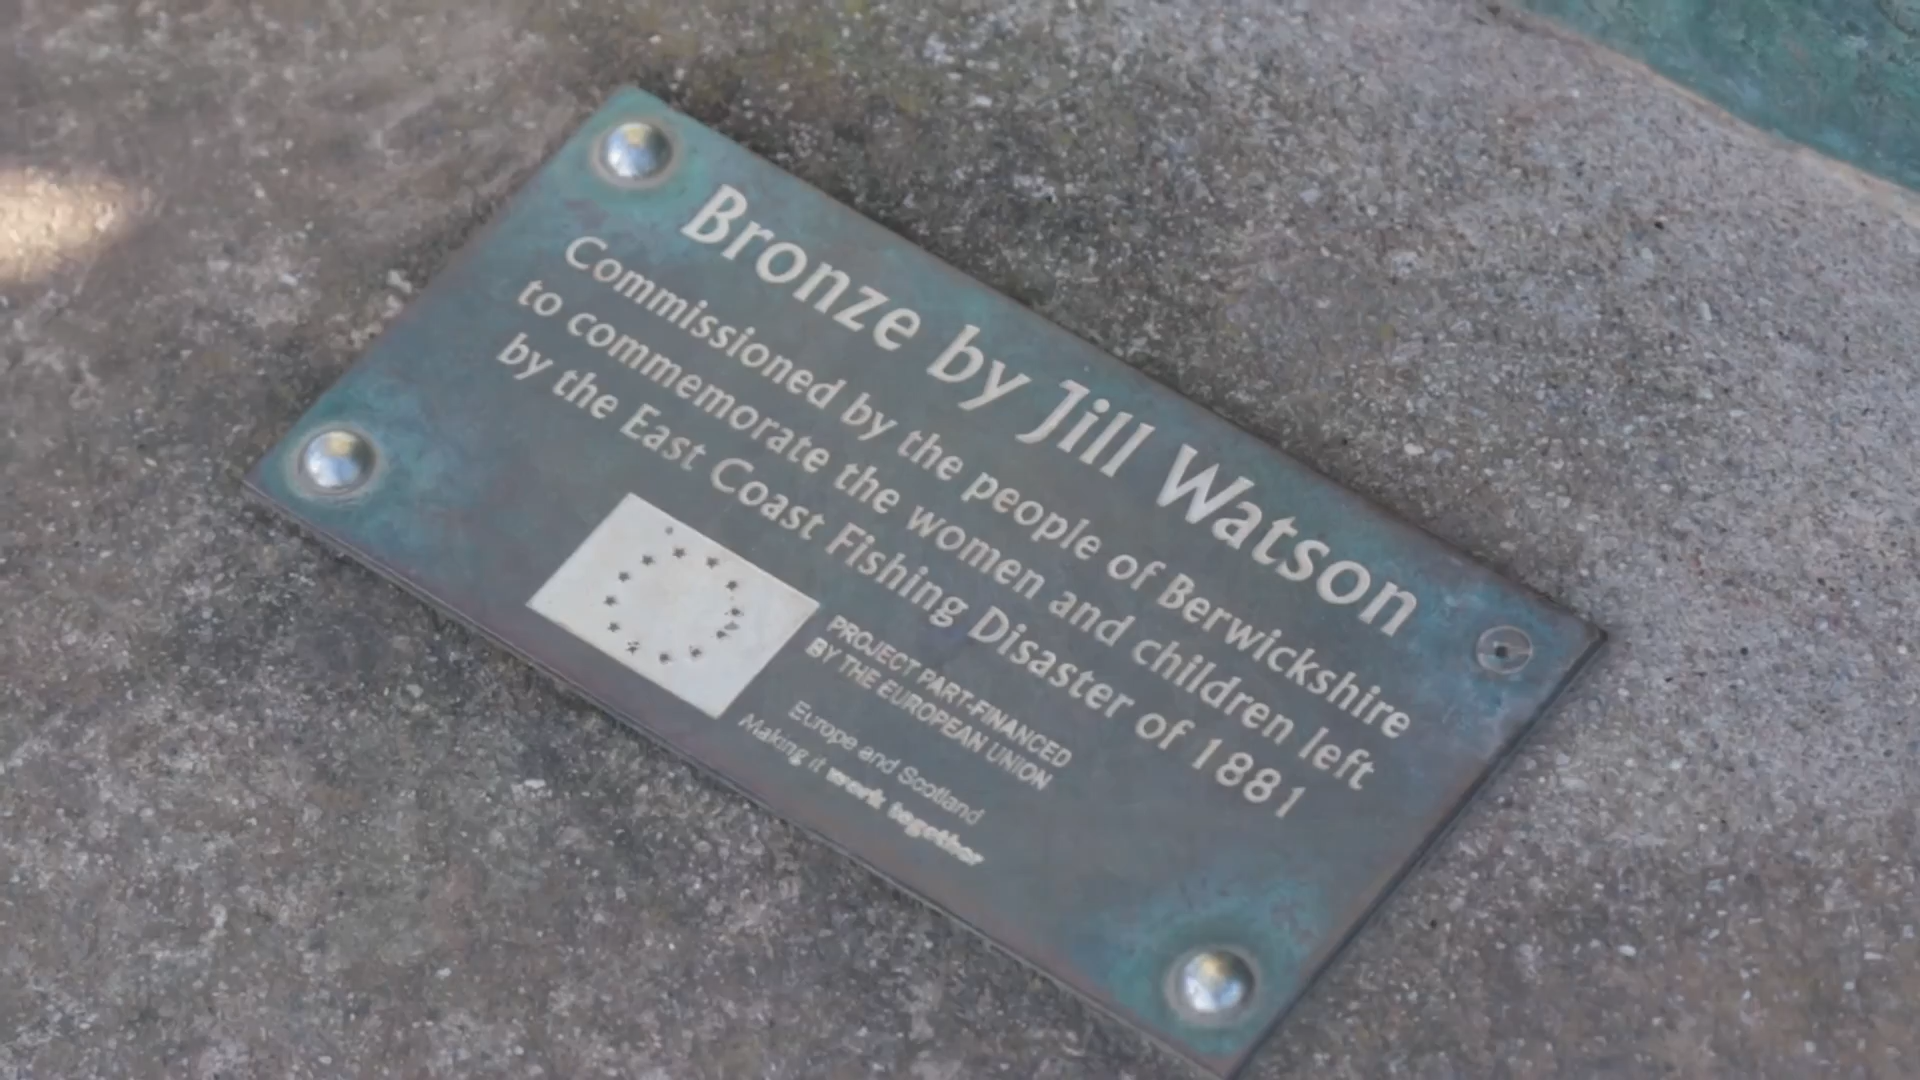 Bronze by Jill Watson
Commissioned by the people of Berwickshire
to commemorate the women and children left
by the East Coast Fishing Disaster of 1881
PROJECT PART-FINANCED
BY THE EUROPEAN UNION
Europe and Scotland
Making it work together